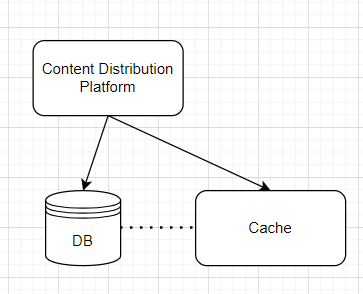 Content Distribution
Platform
DB
Cache